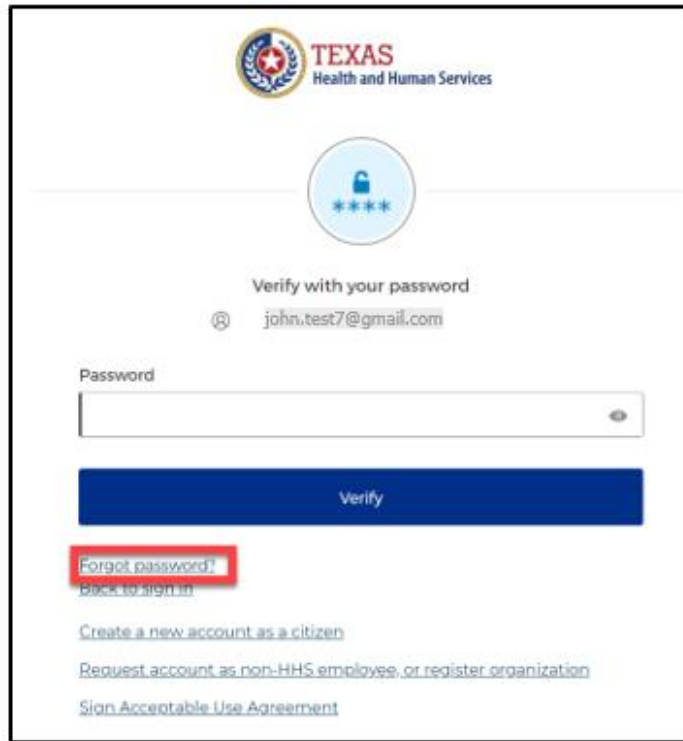 TEXAS
Health and Human Services
****
Verify with your password
john.test7@gmail.com
Password
Verify
Forgot password?
Back to sign in
Create a new account as a citizen
Request account as non-HHS employee, or register organization
Sign Acceptable Use Agreement